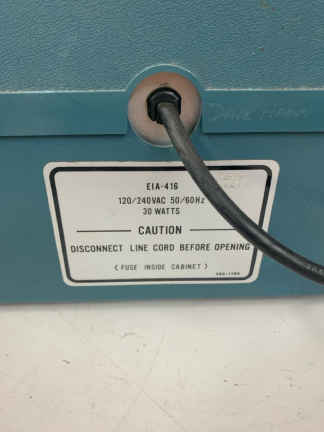 EIA-416
120/240VAC 50/60Hz
30 WATTS
CAUTION
DISCONNECT LINE CORD BEFORE OPENING
(FUSE INSIDE CABINET)